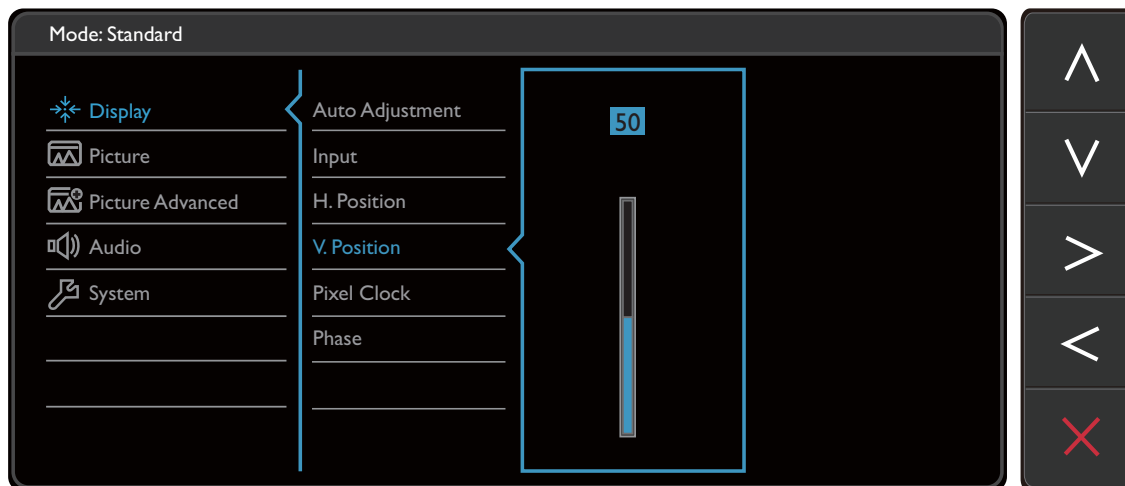 Mode: Standard
Display
Picture
Picture Advanced
Audio
System
Auto Adjustment
Input
H. Position
V. Position
Pixel Clock
Phase
50